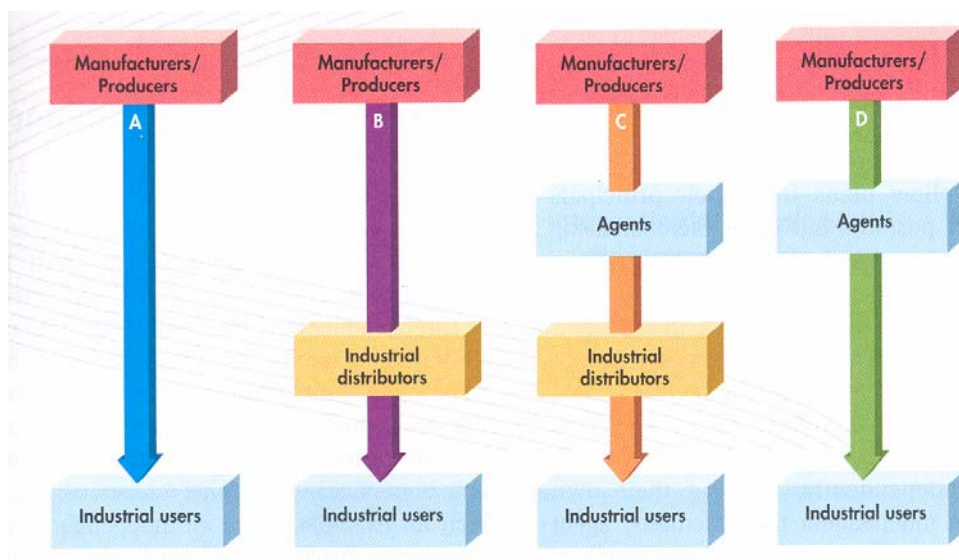 Manufacturers/
Producers
Manufacturers/
Producers
Manufacturers/
Producers
Manufacturers/
Producers
A
B
C
D
Agents
Agents
Industrial
distributors
Industrial
distributors
Industrial users
Industrial users
Industrial users
Industrial users